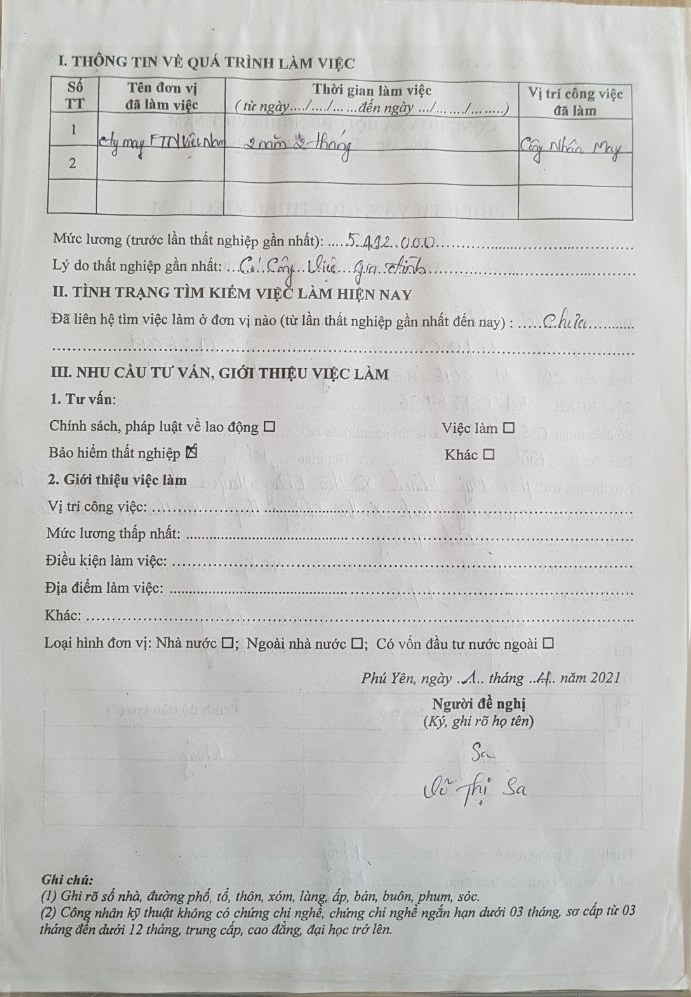 I. THÔNG TIN VỀ QUÁ TRÌNH LÀM VIỆC
Số TT Tên đơn vị đã làm việc Thời gian làm việc (từ ngày..../..../... ...đến ngày .../... .../... .....) Vị trí công việc đã làm
1
cty may FTN Việt Nam 2 năm 2 tháng Công Nhân May
2
Mức lương (trước lần thất nghiệp gần nhất): ....5.492.000
Lý do thất nghiệp gần nhất: ...Có Công Việc gia đình
II. TÌNH TRẠNG TÌM KIẾM VIỆC LÀM HIỆN NAY
Đã liên hệ tìm việc làm ở đơn vị nào (từ lần thất nghiệp gần nhất đến nay) : .....Chưa
III. NHU CẦU TƯ VẤN, GIỚI THIỆU VIỆC LÀM
1. Tư vấn:
Chính sách, pháp luật về lao động ☐ Việc làm ☐
Bảo hiểm thất nghiệp ☒ Khác ☐
2. Giới thiệu việc làm
Vị trí công việc:
Mức lương thấp nhất:
Điều kiện làm việc:
Địa điểm làm việc:
Khác:
Loại hình đơn vị: Nhà nước ☐; Ngoài nhà nước ☐; Có vốn đầu tư nước ngoài ☐
Phú Yên, ngày .1.. tháng .. .. năm 2021
Người đề nghị
(Ký, ghi rõ họ tên)
Sa
Võ Thị Sa
Ghi chú:
(1) Ghi rõ số nhà, đường phố, tổ, thôn, xóm, làng, ấp, bản, buôn, phum, sóc.
(2) Công nhân kỹ thuật không có chứng chỉ nghề, chứng chỉ nghề ngắn hạn dưới 03 tháng, sơ cấp từ 03
tháng đến dưới 12 tháng, trung cấp, cao đẳng, đại học trở lên.